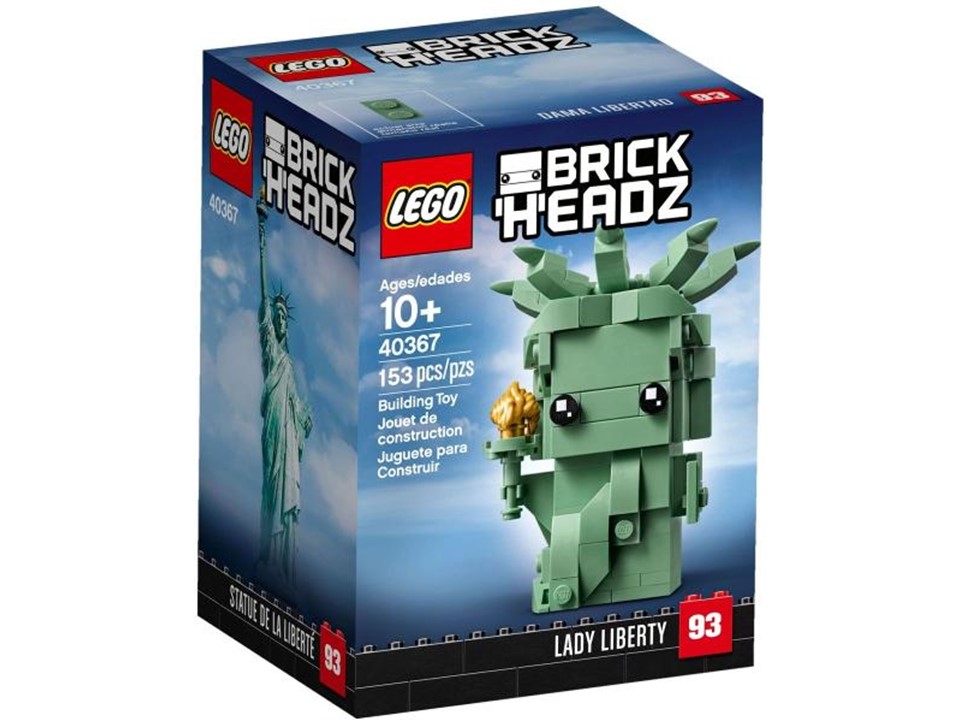 LEGO
BRICK
HEADZ
40367
DAMA LIBERTAD
93
LEGO
BRICK
HEADZ
40367
STATUE DE LA LIBERTÉ
93
LEGO
BRICK
HEADZ
Ages/edades
10+
40367
153 pcs/pzs
Building Toy
Jouet de
construction
Juguete para
Construir
LADY LIBERTY
93